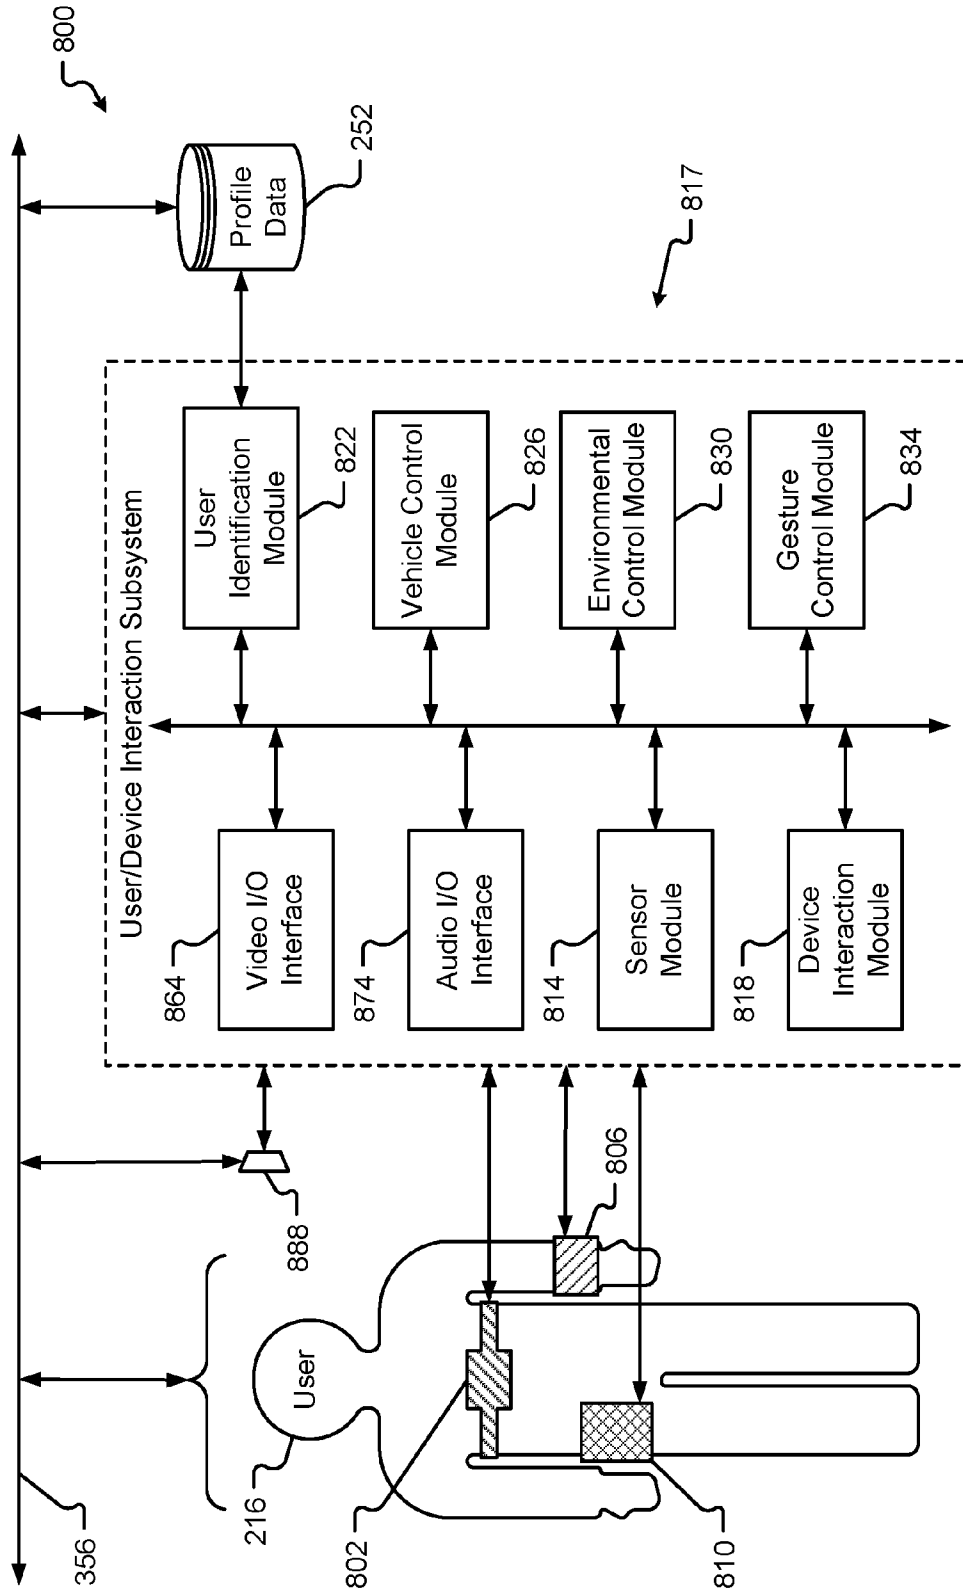 800
356
216
User
888
802
806
810
User/Device Interaction Subsystem
817
Profile
Data
252
864
Video I/O
Interface
User
Identification
Module
822
874
Audio I/O
Interface
Vehicle Control
Module
826
814
Sensor
Module
Environmental
Control Module
830
818
Device
Interaction
Module
Gesture
Control Module
834